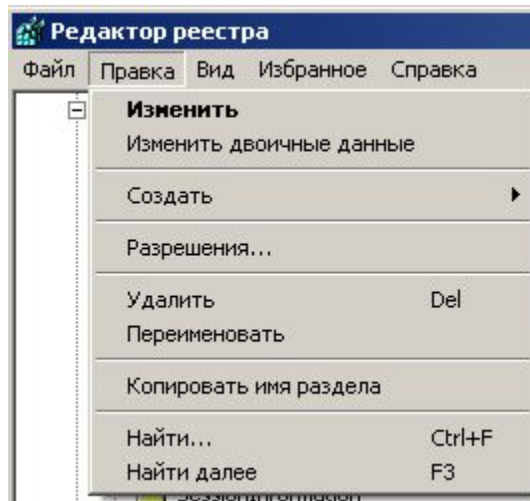 Редактор реестра
Файл Правка Вид Избранное Справка
Изменить
Изменить двоичные данные
Создать
Разрешения...
Удалить Del
Переименовать
Копировать имя раздела
Найти... Ctrl+F
Найти далее F3
SessionInformation